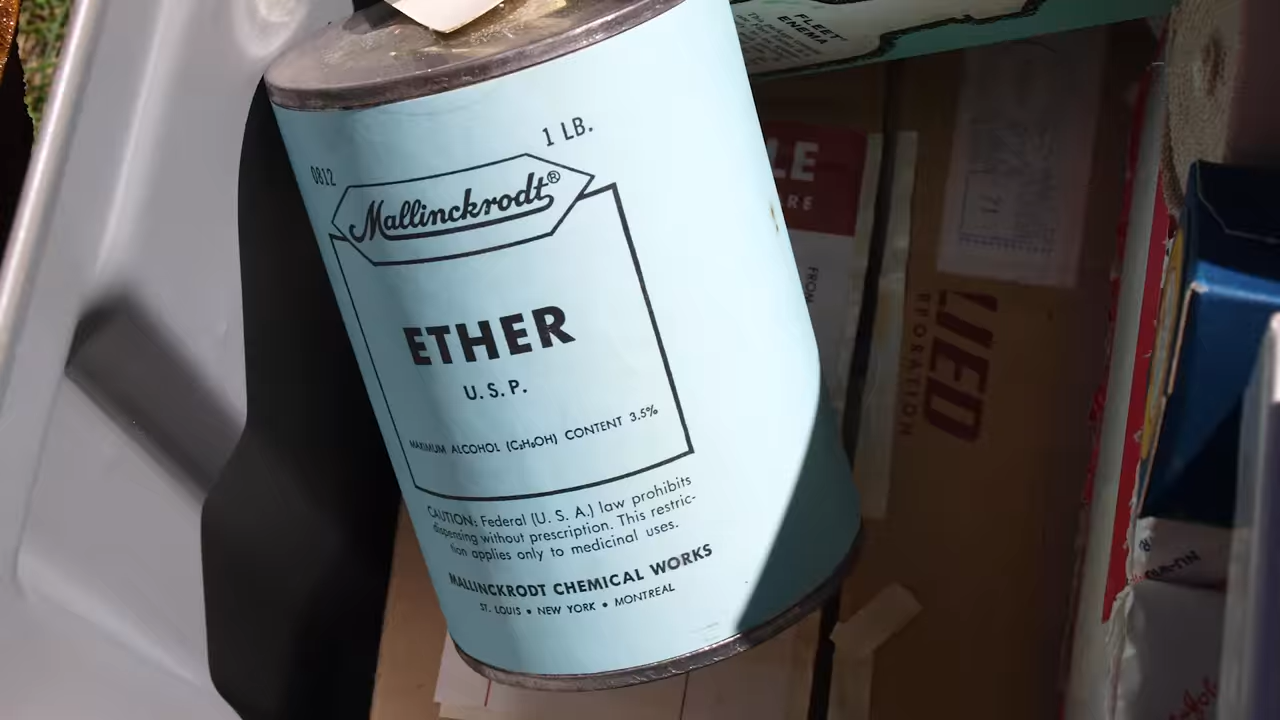 FLEET
ENEMA
1 LB.
0812
Mallinckrodt®
ETHER
U.S.P.
MAXIMUM ALCOHOL (C₂H₅OH) CONTENT 3.5%
CAUTION: Federal (U. S. A.) law prohibits
dispensing without prescription. This restric-
tion applies only to medicinal uses.
MALLINCKRODT CHEMICAL WORKS
ST. LOUIS • NEW YORK • MONTREAL
LE
RE
FROM
LIED
RPORATION